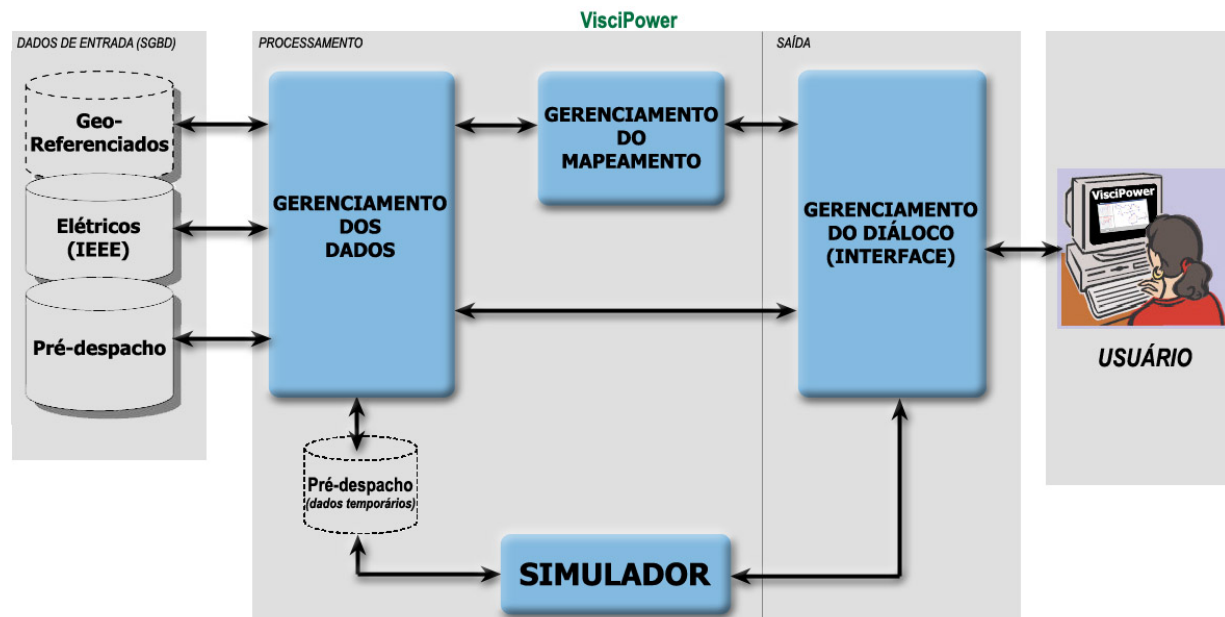 VisciPower
DADOS DE ENTRADA (SGBD)
PROCESSAMENTO
SAÍDA
Geo-
Referenciados
Elétricos
(IEEE)
Pré-despacho
GERENCIAMENTO
DOS
DADOS
GERENCIAMENTO
DO
MAPEAMENTO
GERENCIAMENTO
DO DIÁLOCO
(INTERFACE)
VisciPower
USUÁRIO
Pré-despacho
(dados temporários)
SIMULADOR